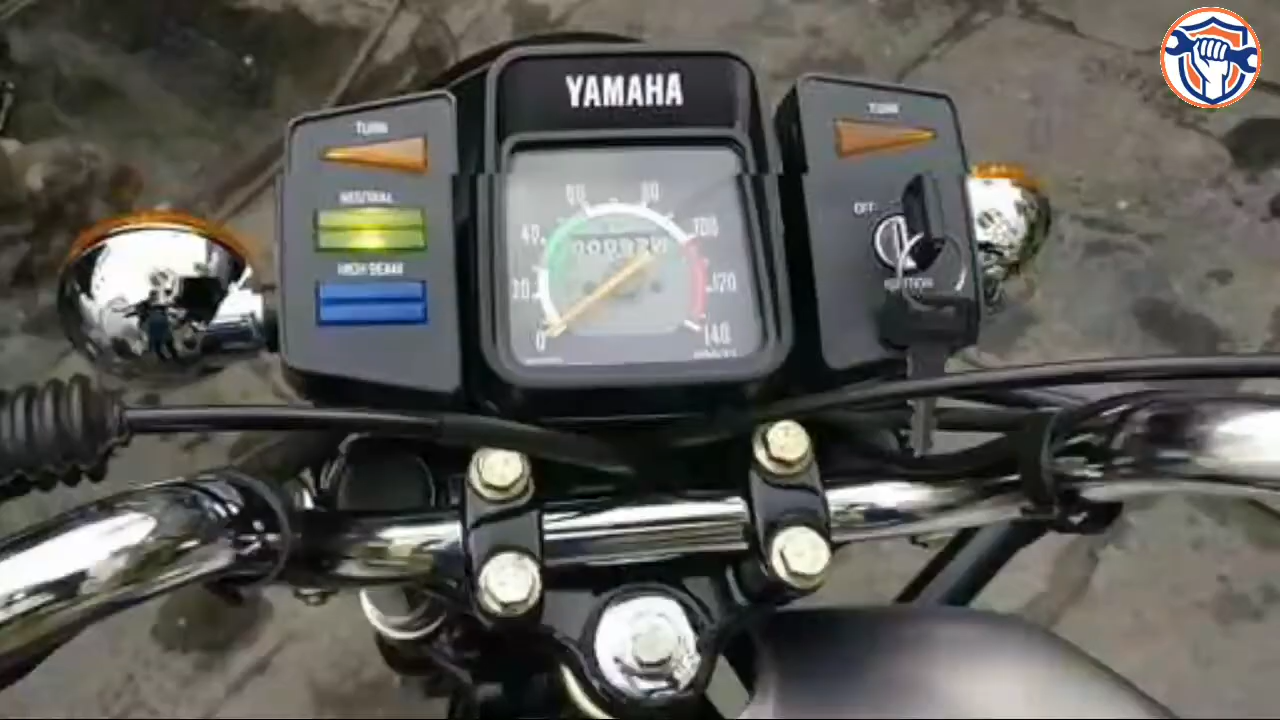 YAMAHA
TURN
TURN
NEUTRAL
OFF
HIGH BEAM
IGNITION
60
80
40
100
20
120
0
140